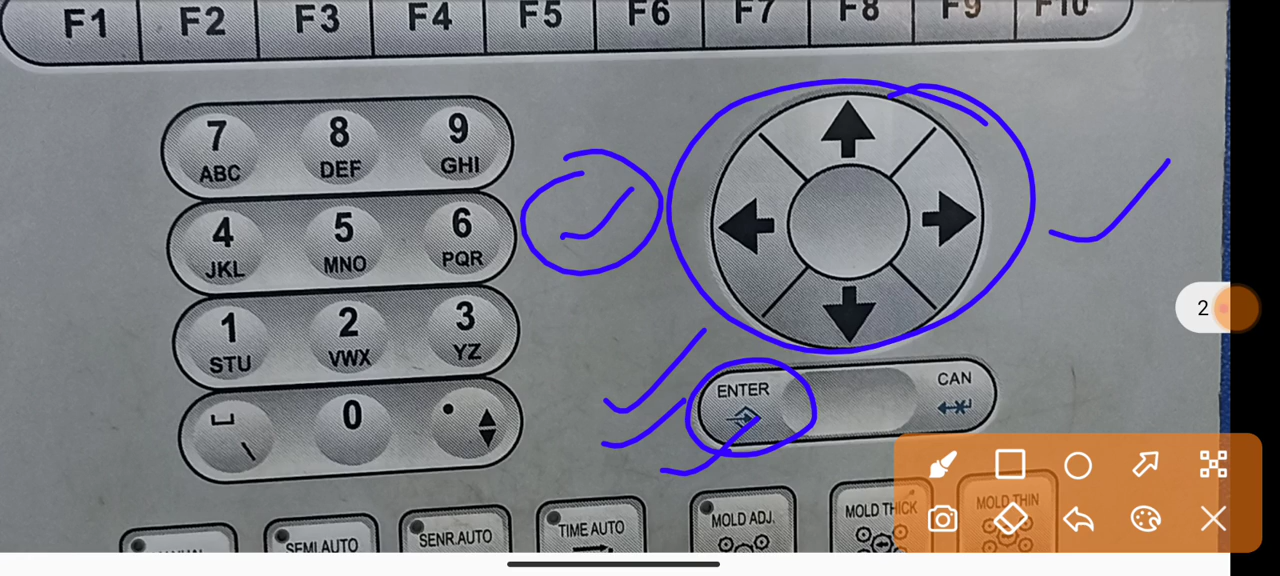 F1 F2 F3 F4 F5 F6 F7 F8 F9 F10
7 8 9
ABC DEF GHI
4 5 6
JKL MNO PQR
1 2 3
STU VWX YZ
0
ENTER CAN
2
SEMI.AUTO SENR.AUTO TIME AUTO MOLD ADJ. MOLD THICK MOLD THIN